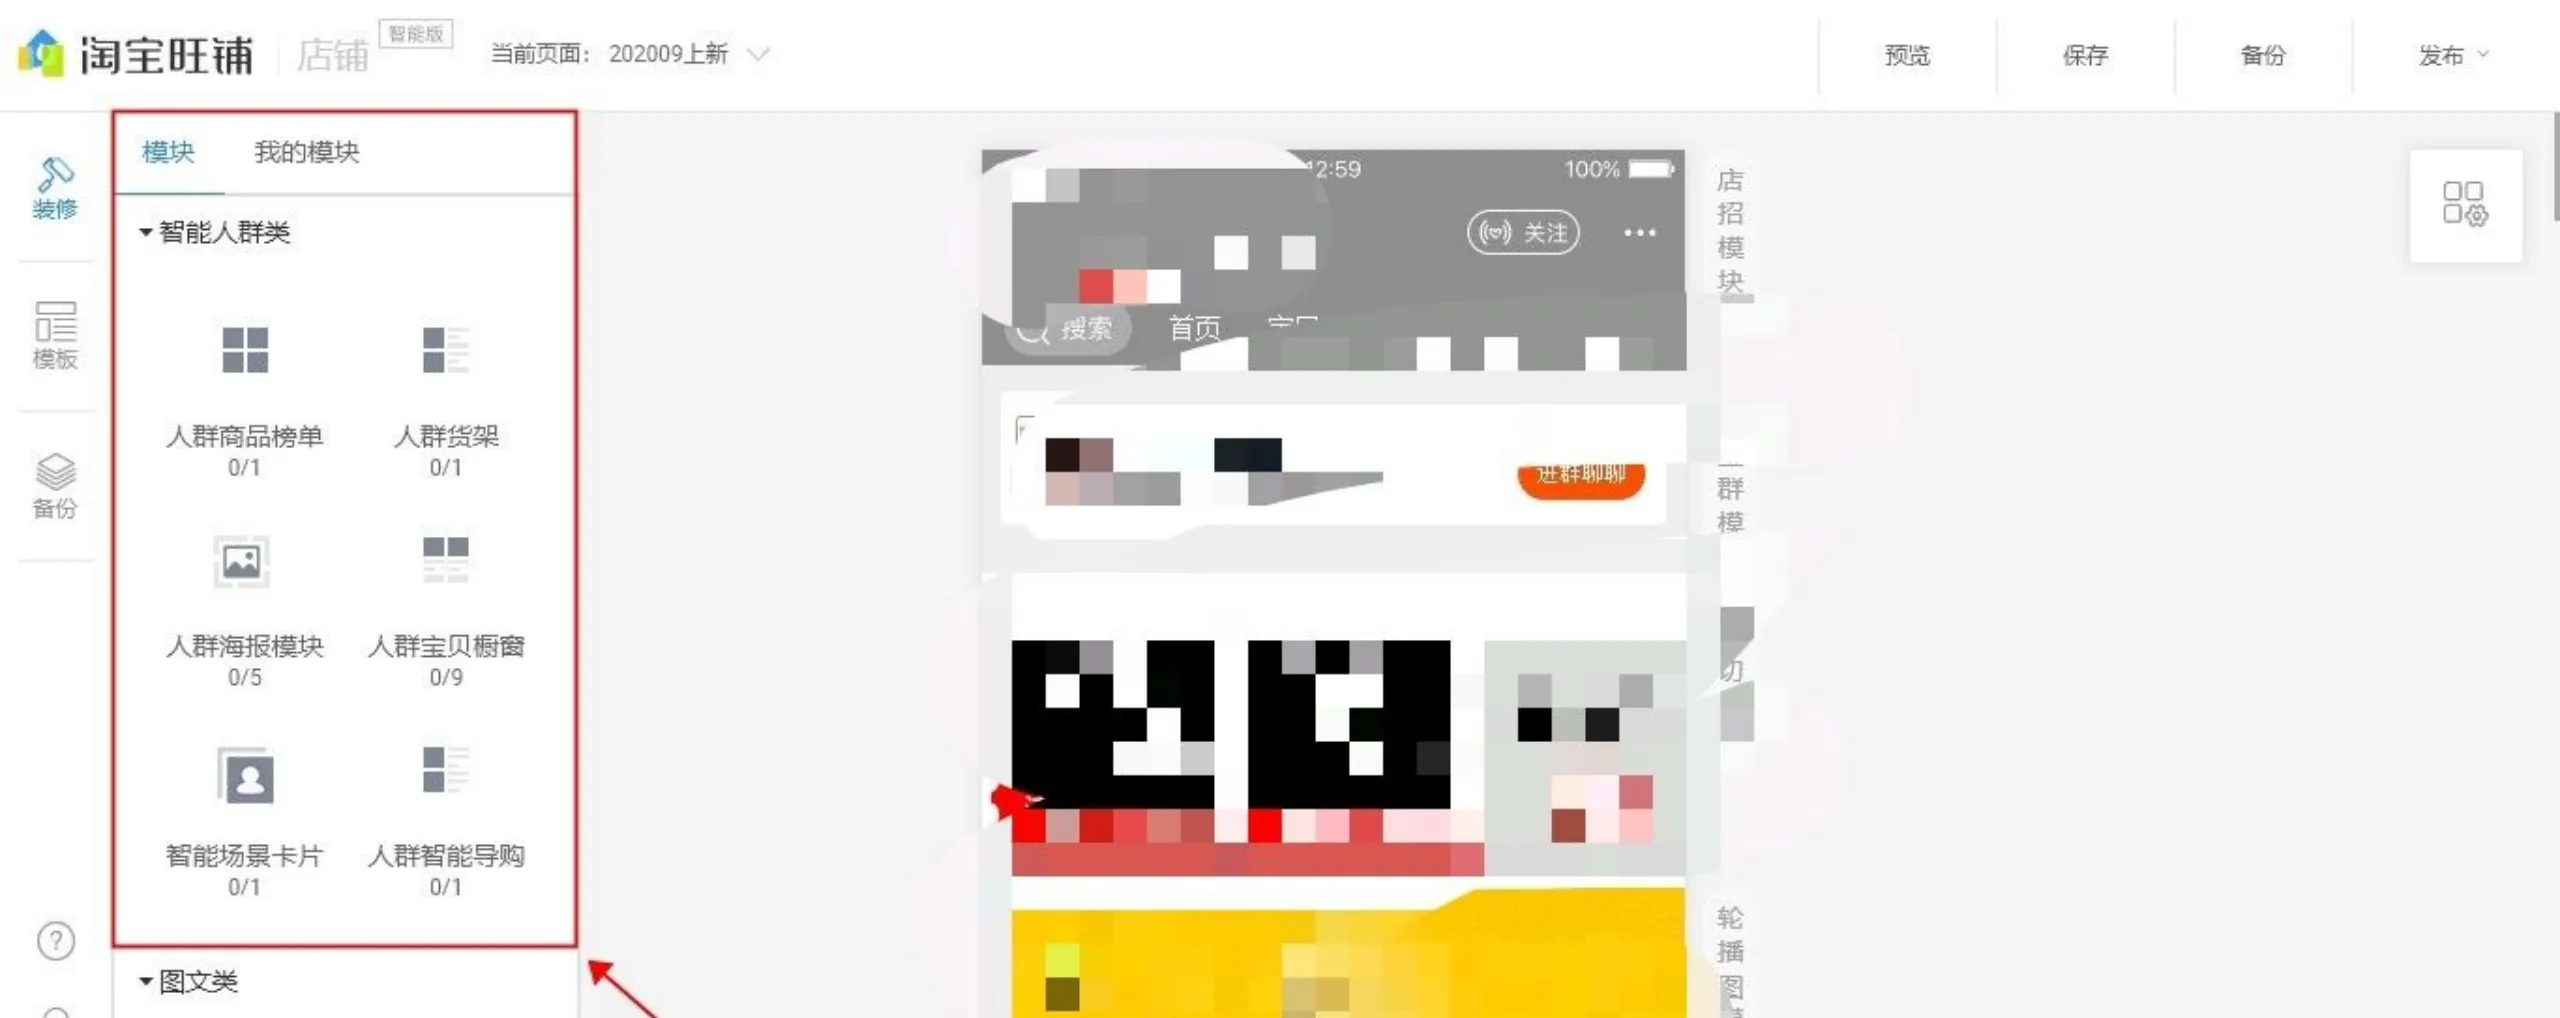 淘宝旺铺
店铺
智能版
当前页面： 202009上新
预览
保存
备份
发布
装修
模板
备份
模块
我的模块
智能人群类
人群商品榜单
0/1
人群货架
0/1
人群海报模块
0/5
人群宝贝橱窗
0/9
智能场景卡片
0/1
人群智能导购
0/1
图文类
12:59
100%
关注
搜索
首页
进群聊聊
店招模块
群模
轮播图